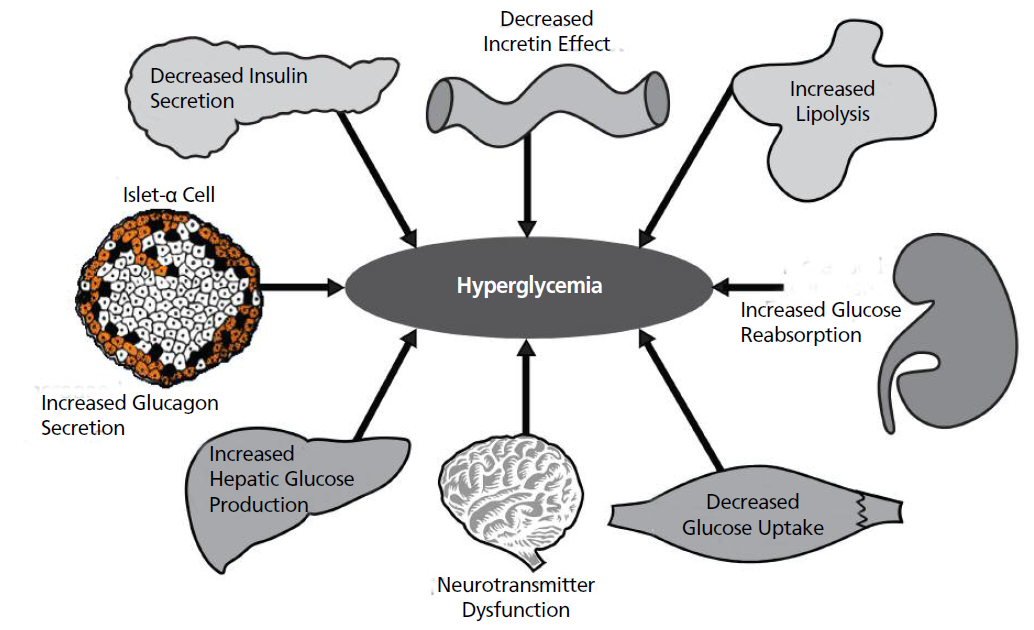 Decreased
Incretin Effect
Decreased Insulin
Secretion
Increased
Lipolysis
Islet-α Cell
Hyperglycemia
Increased Glucose
Reabsorption
Increased Glucagon
Secretion
Increased
Hepatic Glucose
Production
Decreased
Glucose Uptake
Neurotransmitter
Dysfunction